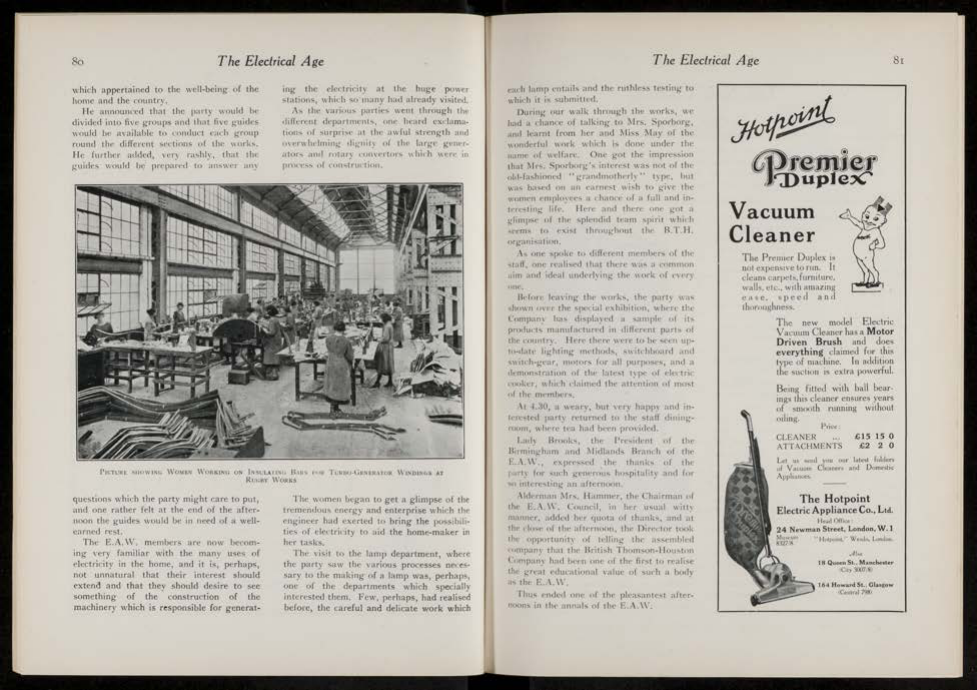 80
The Electrical Age
which appertained to the well-being of the
home and the country.
He announced that the party would be
divided into five groups and that five guides
would be available to conduct each group
round the different sections of the works.
He further added, very rashly, that the
guides would be prepared to answer any
ing the electricity at the huge power
stations, which so many had already visited.
As the various parties went through the
different departments, one heard exclama-
tions of surprise at the awful strength and
overwhelming dignity of the large gener-
ators and rotary convertors which were in
process of construction.
Picture showing Women Working on Insulating Bars for Turbo-Generator Windings at
Rugby Works
questions which the party might care to put,
and one rather felt at the end of the after-
noon the guides would be in need of a well-
earned rest.
The E.A.W. members are now becom-
ing very familiar with the many uses of
electricity in the home, and it is, perhaps,
not unnatural that their interest should
extend and that they should desire to see
something of the construction of the
machinery which is responsible for generat-
The women began to get a glimpse of the
tremendous energy and enterprise which the
engineer had exerted to bring the possibili-
ties of electricity to aid the home-maker in
her tasks.
The visit to the lamp department, where
the party saw the various processes neces-
sary to the making of a lamp was, perhaps,
one of the departments which specially
interested them. Few, perhaps, had realised
before, the careful and delicate work which
The Electrical Age
81
each lamp entails and the ruthless testing to
which it is submitted.
During our walk through the works, we
had a chance of talking to Mrs. Sporborg,
and learnt from her and Miss May of the
wonderful work which is done under the
name of welfare. One got the impression
that Mrs. Sporborg's interest was not of the
old-fashioned "grandmotherly" type, but
was based on an earnest wish to give the
women employees a chance of a full and in-
teresting life. Here and there one got a
glimpse of the splendid team spirit which
seems to exist throughout the B.T.H.
organisation.
As one spoke to different members of the
staff, one realised that there was a common
aim and ideal underlying the work of every
one.
Before leaving the works, the party was
shown over the special exhibition, where the
Company has displayed a sample of its
products manufactured in different parts of
the country. Here there were to be seen up-
to-date lighting methods, switchboard and
switch-gear, motors for all purposes, and a
demonstration of the latest type of electric
cooker, which claimed the attention of most
of the members.
At 4.30, a weary, but very happy and in-
terested party returned to the staff dining-
room, where tea had been provided.
Lady Brooks, the President of the
Birmingham and Midlands Branch of the
E.A.W., expressed the thanks of the
party for such generous hospitality and for
so interesting an afternoon.
Alderman Mrs. Hammer, the Chairman of
the E.A.W. Council, in her usual witty
manner, added her quota of thanks, and at
the close of the afternoon, the Director took
the opportunity of telling the assembled
company that the British Thomson-Houston
Company had been one of the first to realise
the great educational value of such a body
as the E.A.W.
Thus ended one of the pleasantest after-
noons in the annals of the E.A.W.
Hotpoint
Premier
Duplex
Vacuum
Cleaner
The Premier Duplex is
not expensive to run. It
cleans carpets, furniture,
walls, etc., with amazing
ease, speed and
thoroughness.
The new model Electric
Vacuum Cleaner has a Motor
Driven Brush and does
everything claimed for this
type of machine. In addition
the suction is extra powerful.
Being fitted with ball bear-
ings this cleaner ensures years
of smooth running without
oiling.
Price:
CLEANER ... £15 15 0
ATTACHMENTS £2 2 0
Let us send you our latest folders
of Vacuum Cleaners and Domestic
Appliances.
The Hotpoint
Electric Appliance Co., Ltd.
Head Office:
24 Newman Street, London, W.1
Museum "Hotpoint," Wesdo, London.
Also
18 Queen St., Manchester
(City 3007/8)
164 Howard St., Glasgow
(Central 798)